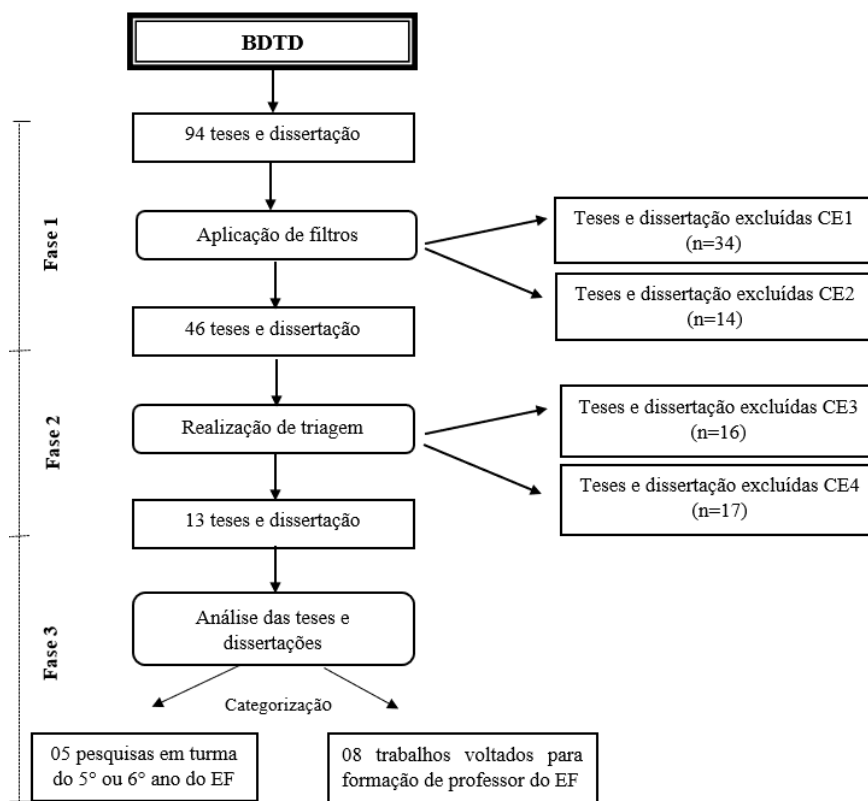 BDTD
94 teses e dissertação
Fase 1
Aplicação de filtros
Teses e dissertação excluídas CE1
(n=34)
Teses e dissertação excluídas CE2
(n=14)
46 teses e dissertação
Fase 2
Realização de triagem
Teses e dissertação excluídas CE3
(n=16)
Teses e dissertação excluídas CE4
(n=17)
13 teses e dissertação
Fase 3
Análise das teses e
dissertações
Categorização
05 pesquisas em turma
do 5° ou 6° ano do EF
08 trabalhos voltados para
formação de professor do EF